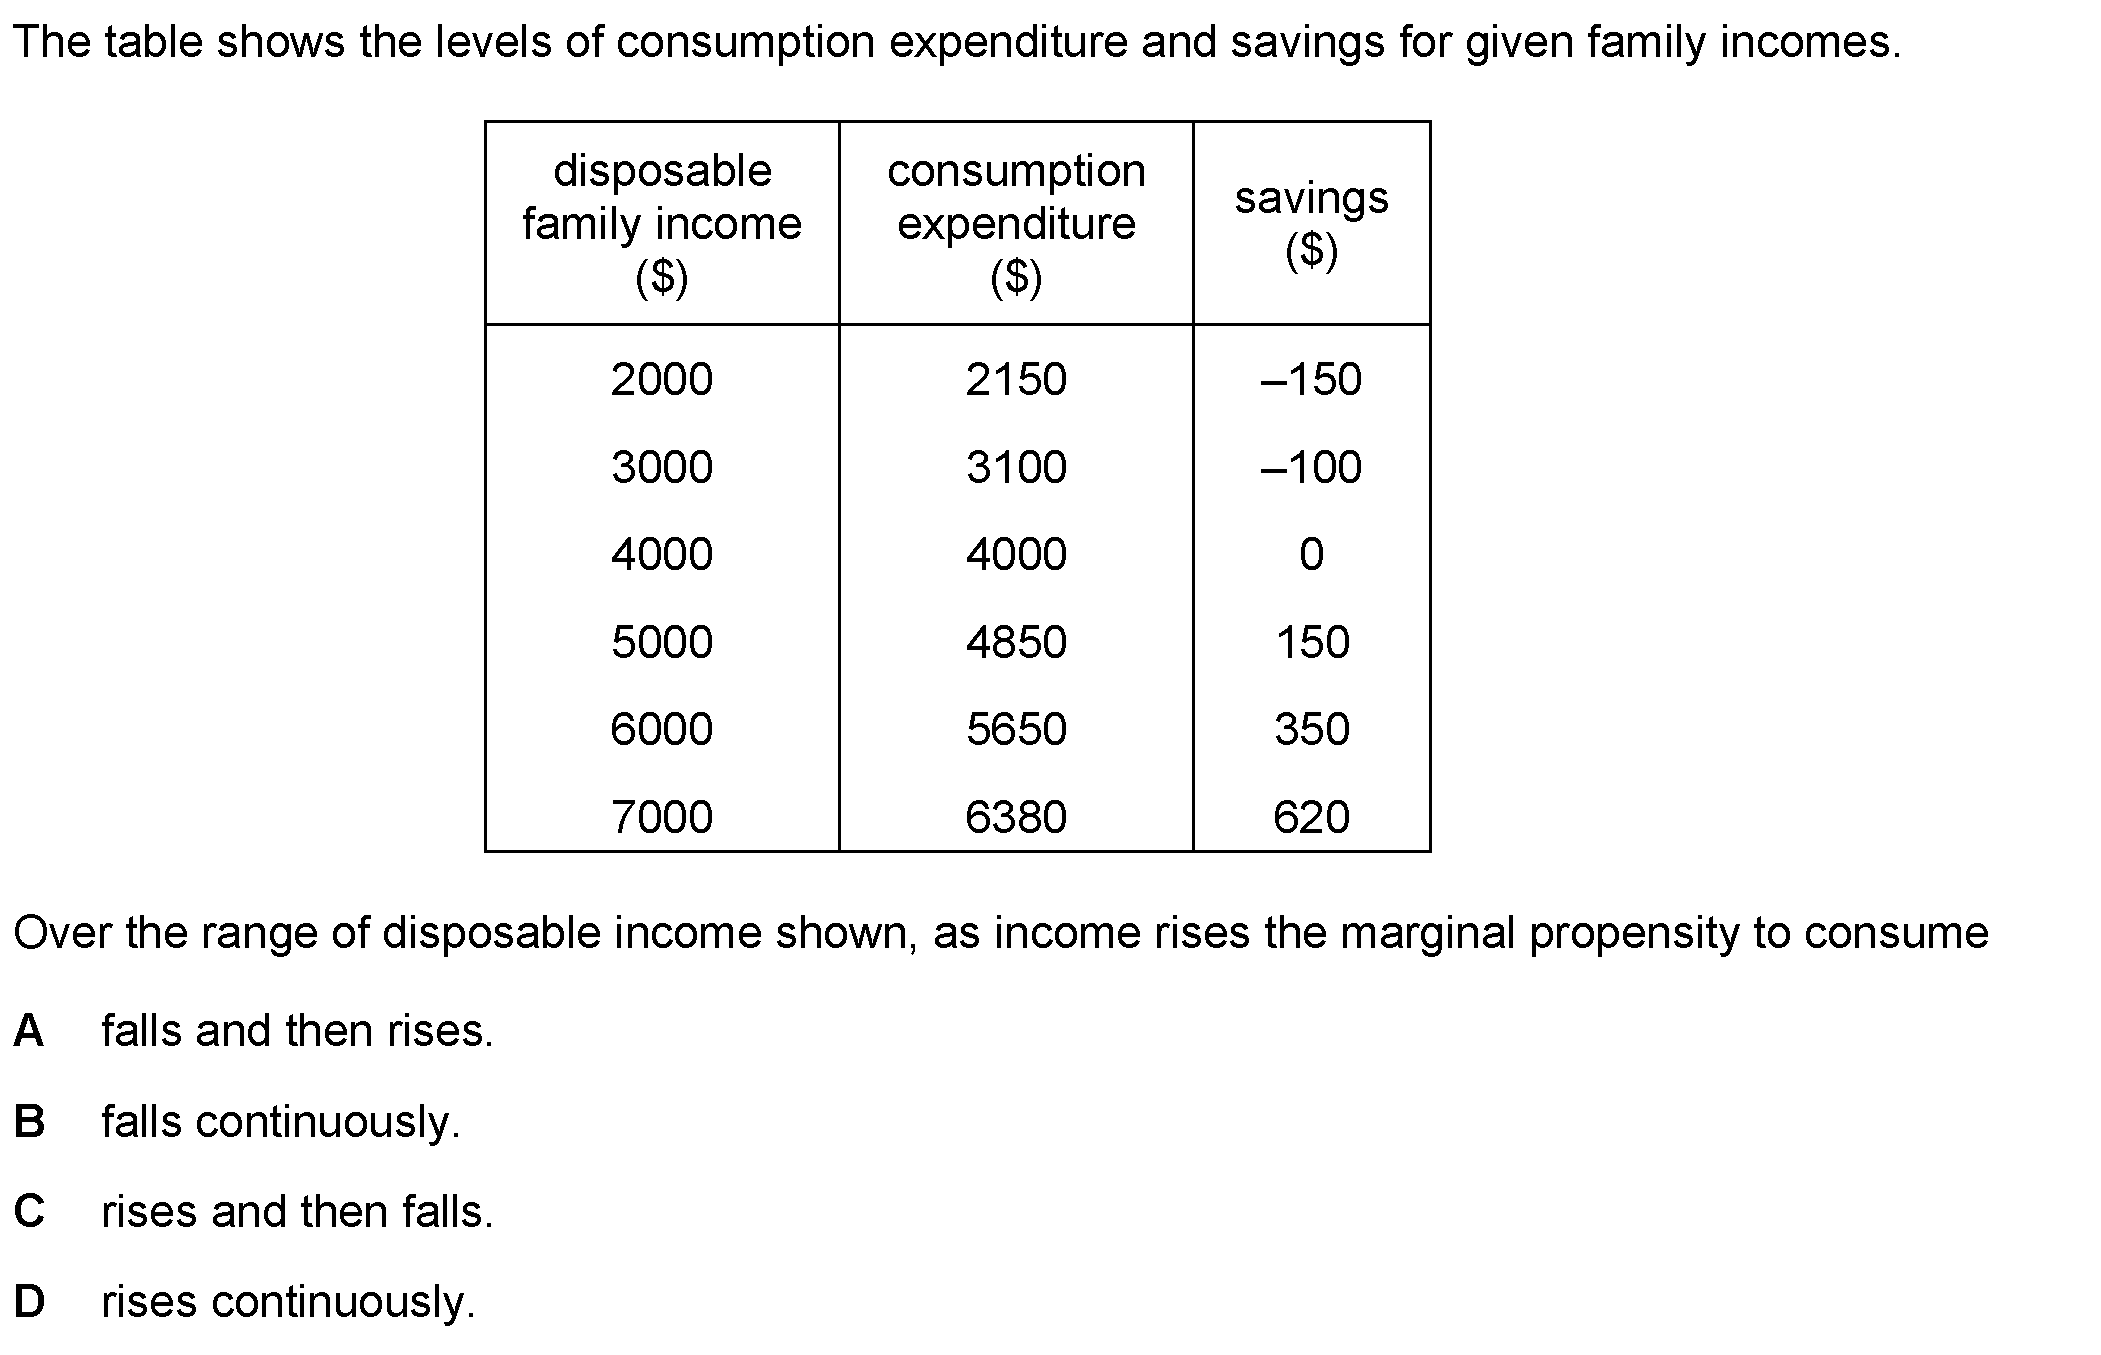 The table shows the levels of consumption expenditure and savings for given family incomes.
disposable family income ($) consumption expenditure ($) savings ($)
2000 2150 –150
3000 3100 –100
4000 4000 0
5000 4850 150
6000 5650 350
7000 6380 620
Over the range of disposable income shown, as income rises the marginal propensity to consume
A falls and then rises.
B falls continuously.
C rises and then falls.
D rises continuously.